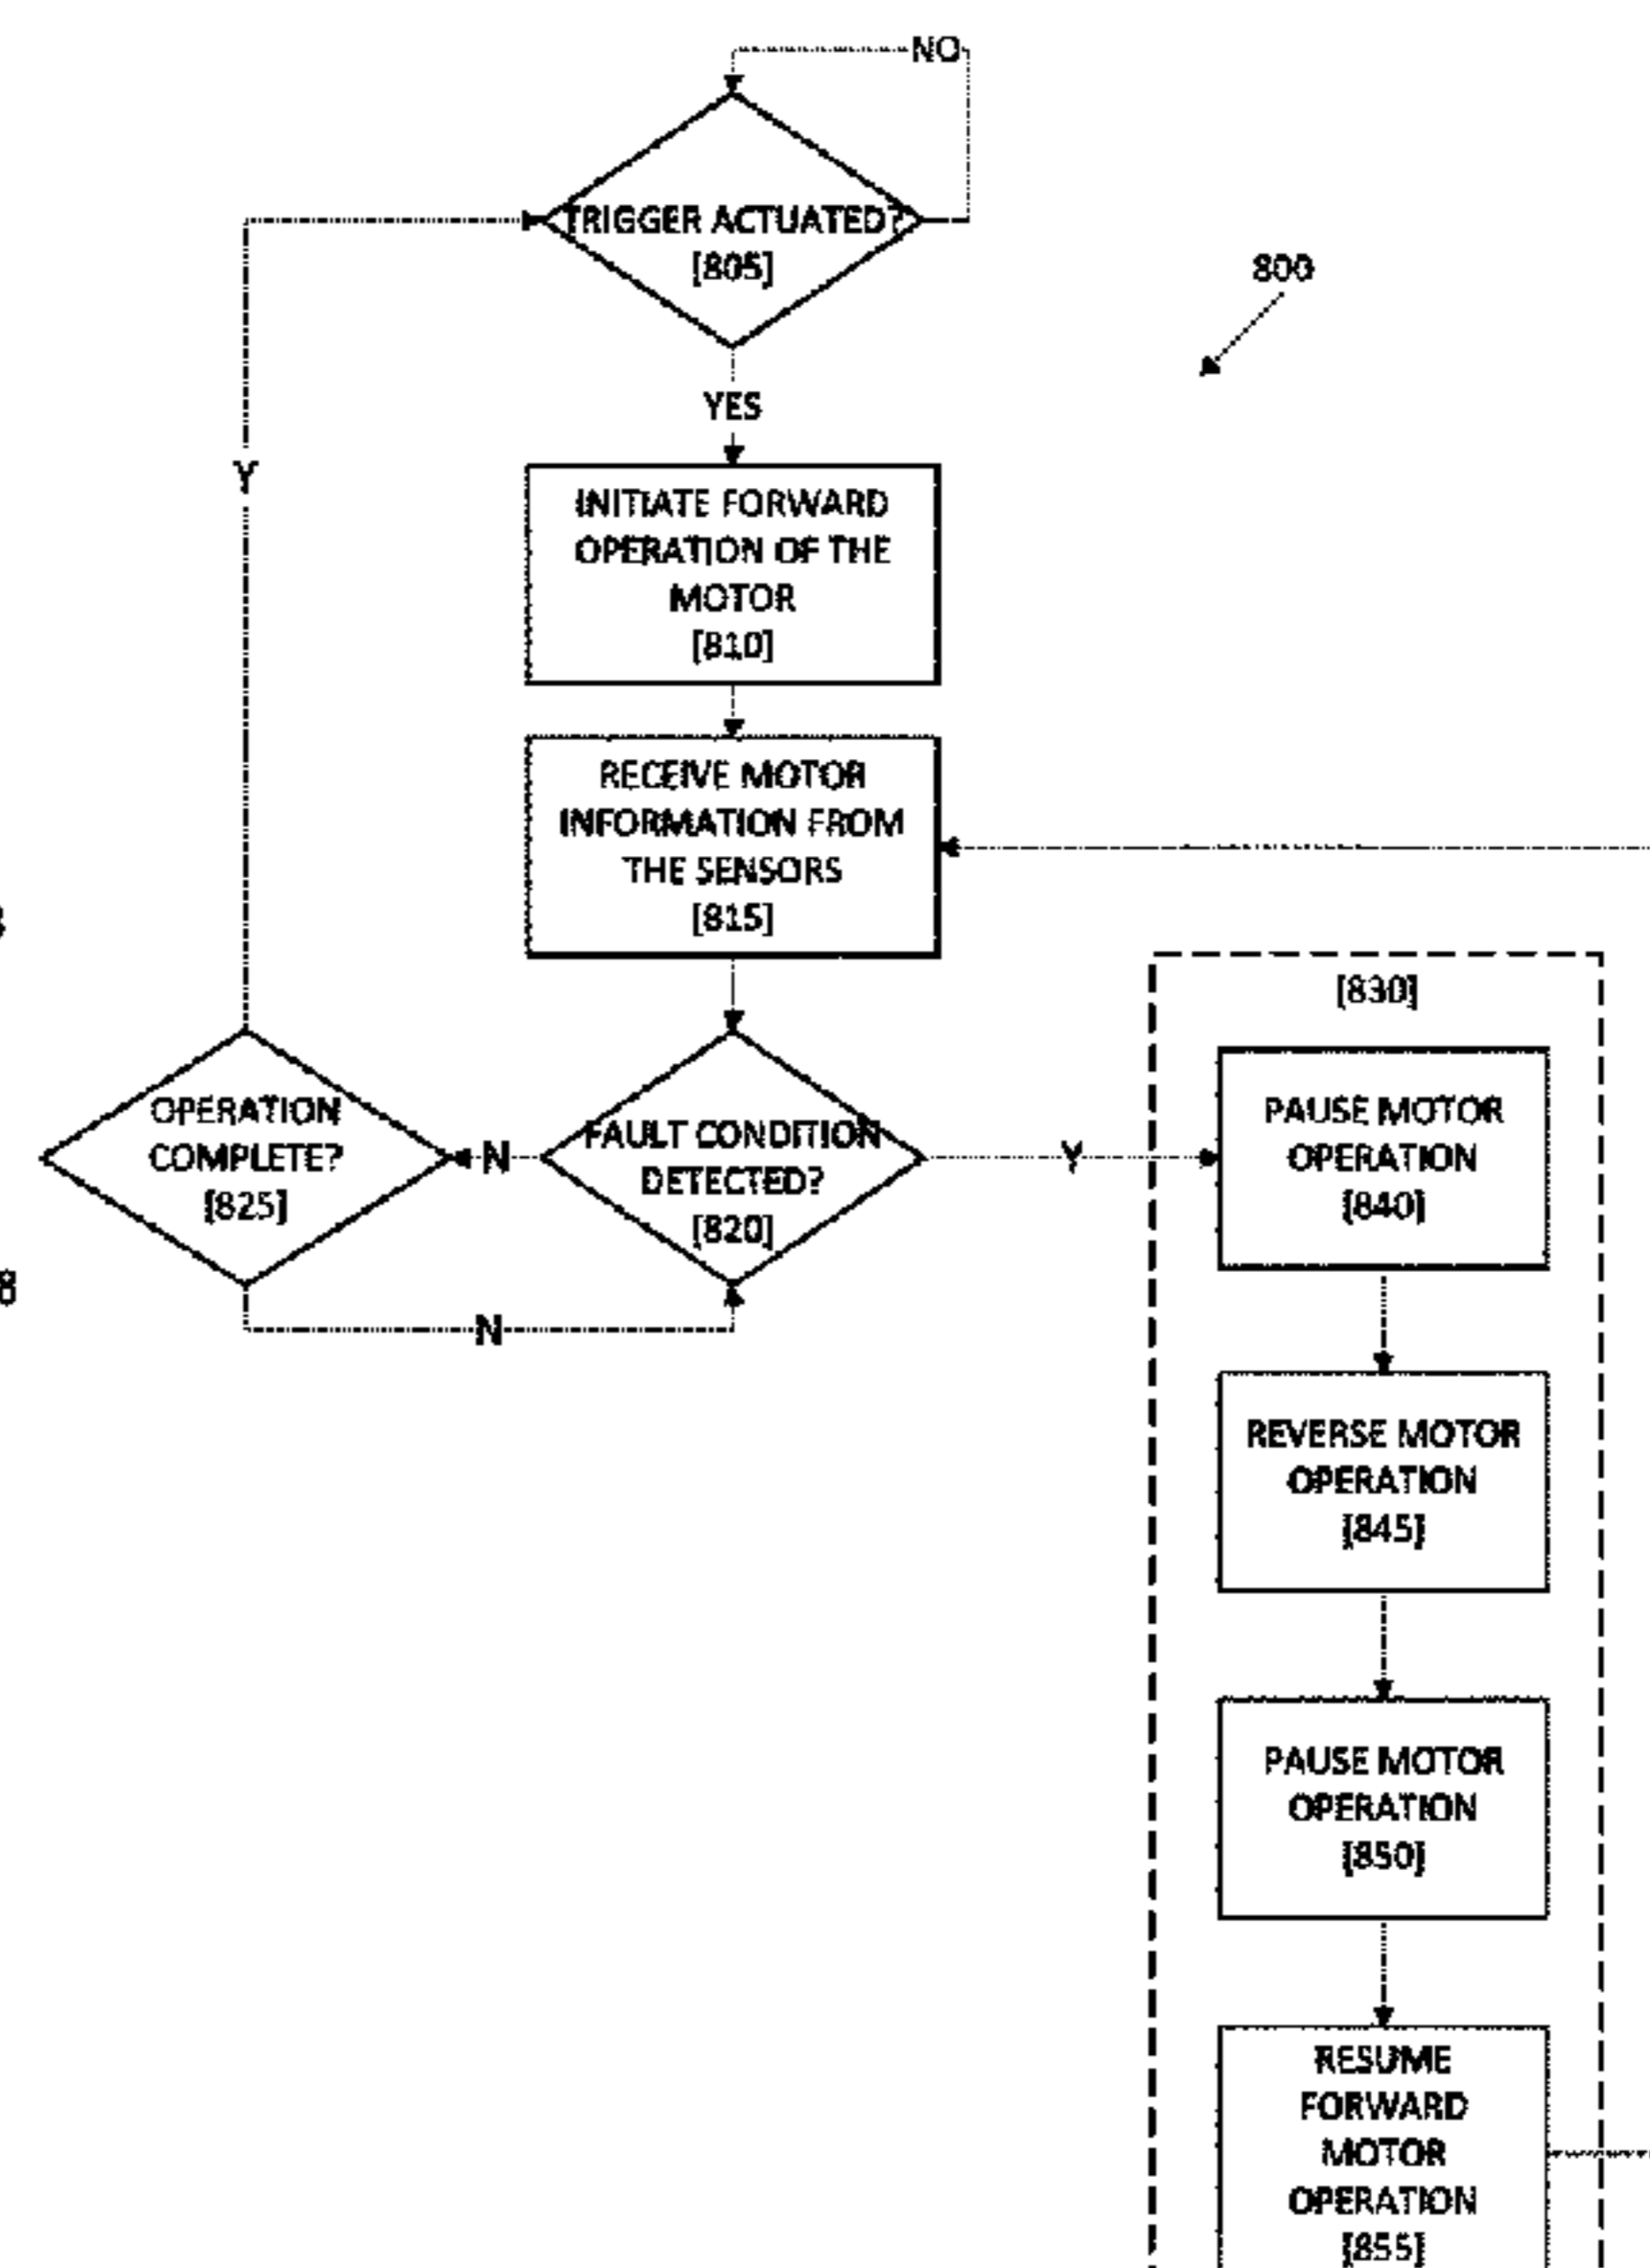 NO
TRIGGER ACTUATED?
[805]
800
YES
Y
INITIATE FORWARD
OPERATION OF THE
MOTOR
[810]
RECEIVE MOTOR
INFORMATION FROM
THE SENSORS
[815]
[830]
OPERATION
COMPLETE?
[825]
N
FAULT CONDITION
DETECTED?
[820]
Y
PAUSE MOTOR
OPERATION
[840]
8
N
REVERSE MOTOR
OPERATION
[845]
PAUSE MOTOR
OPERATION
[850]
RESUME
FORWARD
MOTOR
OPERATION
[855]